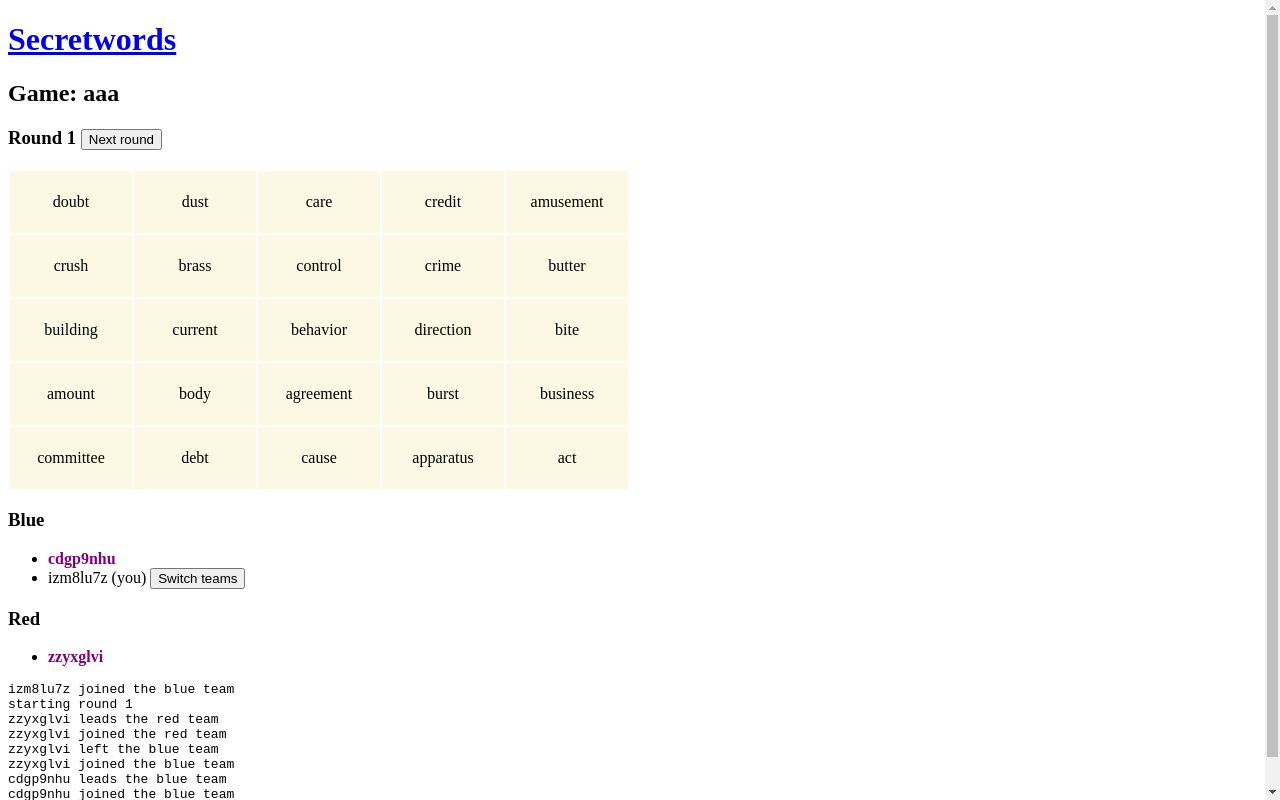 Secretwords
Game: aaa
Round 1 Next round
doubt dust care credit amusement
crush brass control crime butter
building current behavior direction bite
amount body agreement burst business
committee debt cause apparatus act
Blue
cdgp9nhu
izm8lu7z (you) Switch teams
Red
zzyxglvi
izm8lu7z joined the blue team
starting round 1
zzyxglvi leads the red team
zzyxglvi joined the red team
zzyxglvi left the blue team
zzyxglvi joined the blue team
cdgp9nhu leads the blue team
cdgp9nhu joined the blue team